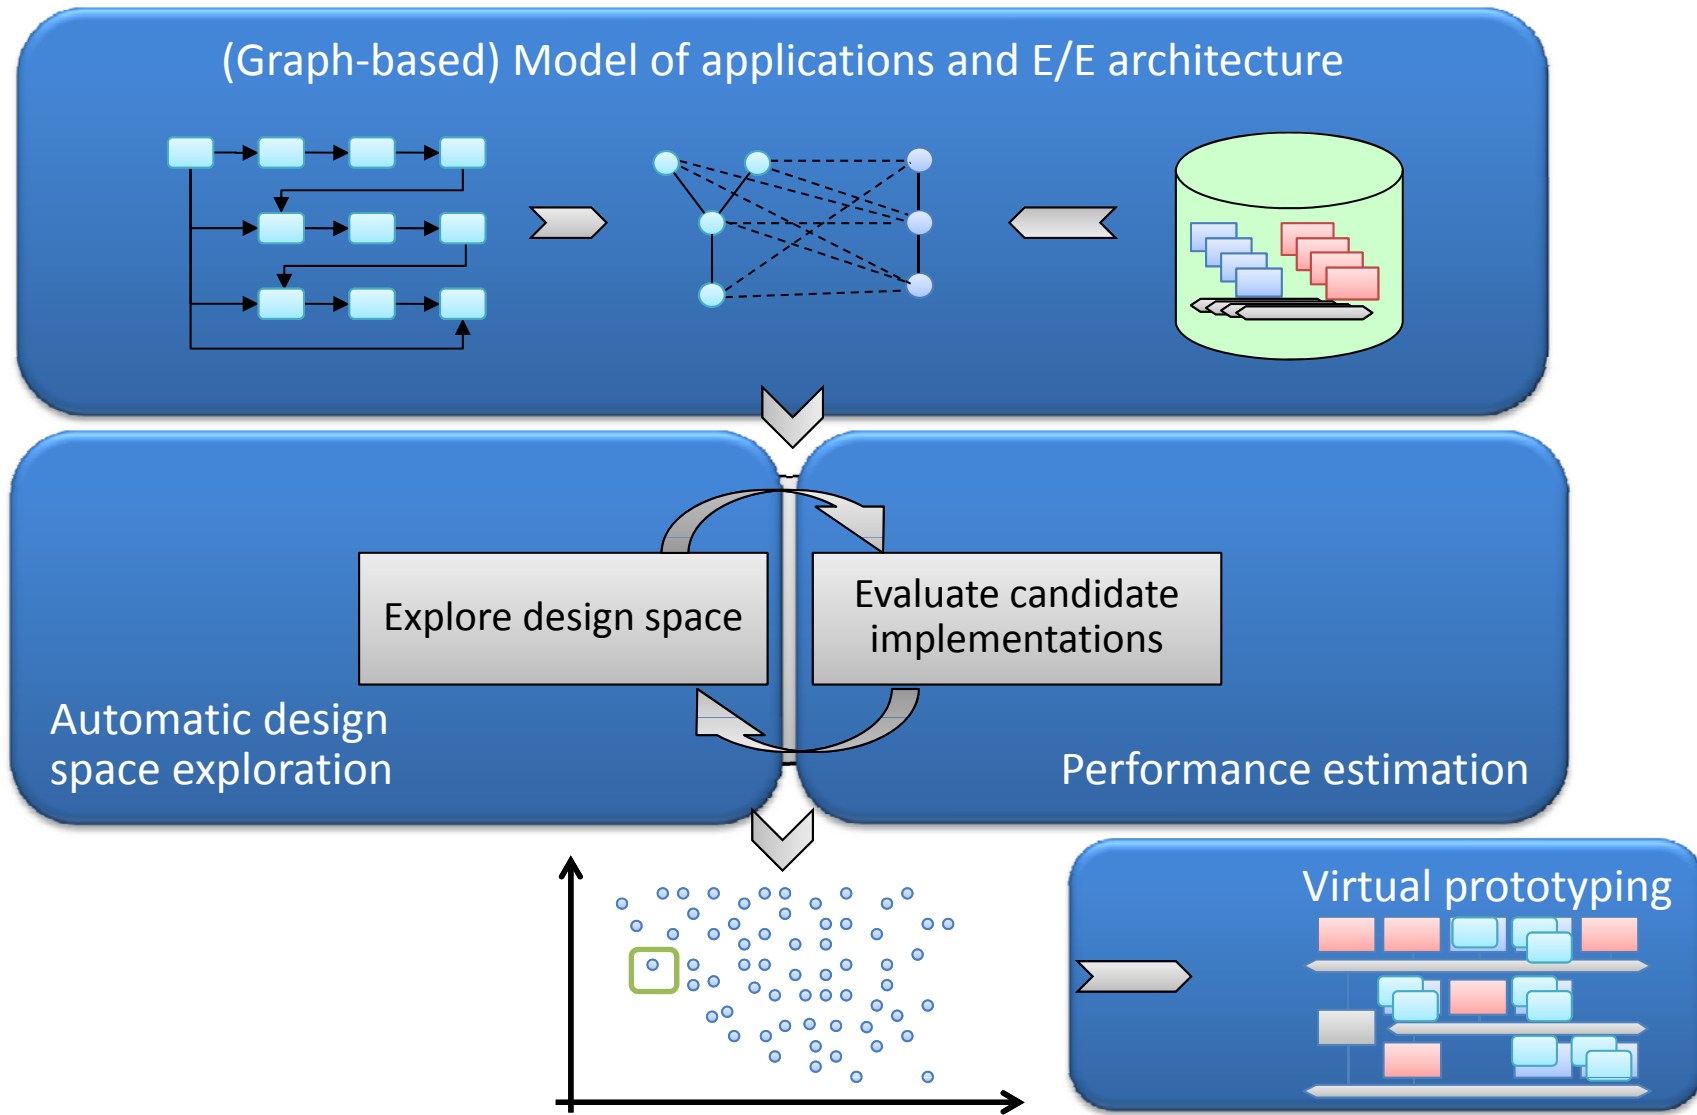 (Graph-based) Model of applications and E/E architecture
Explore design space
Evaluate candidate
implementations
Automatic design
space exploration
Performance estimation
Virtual prototyping